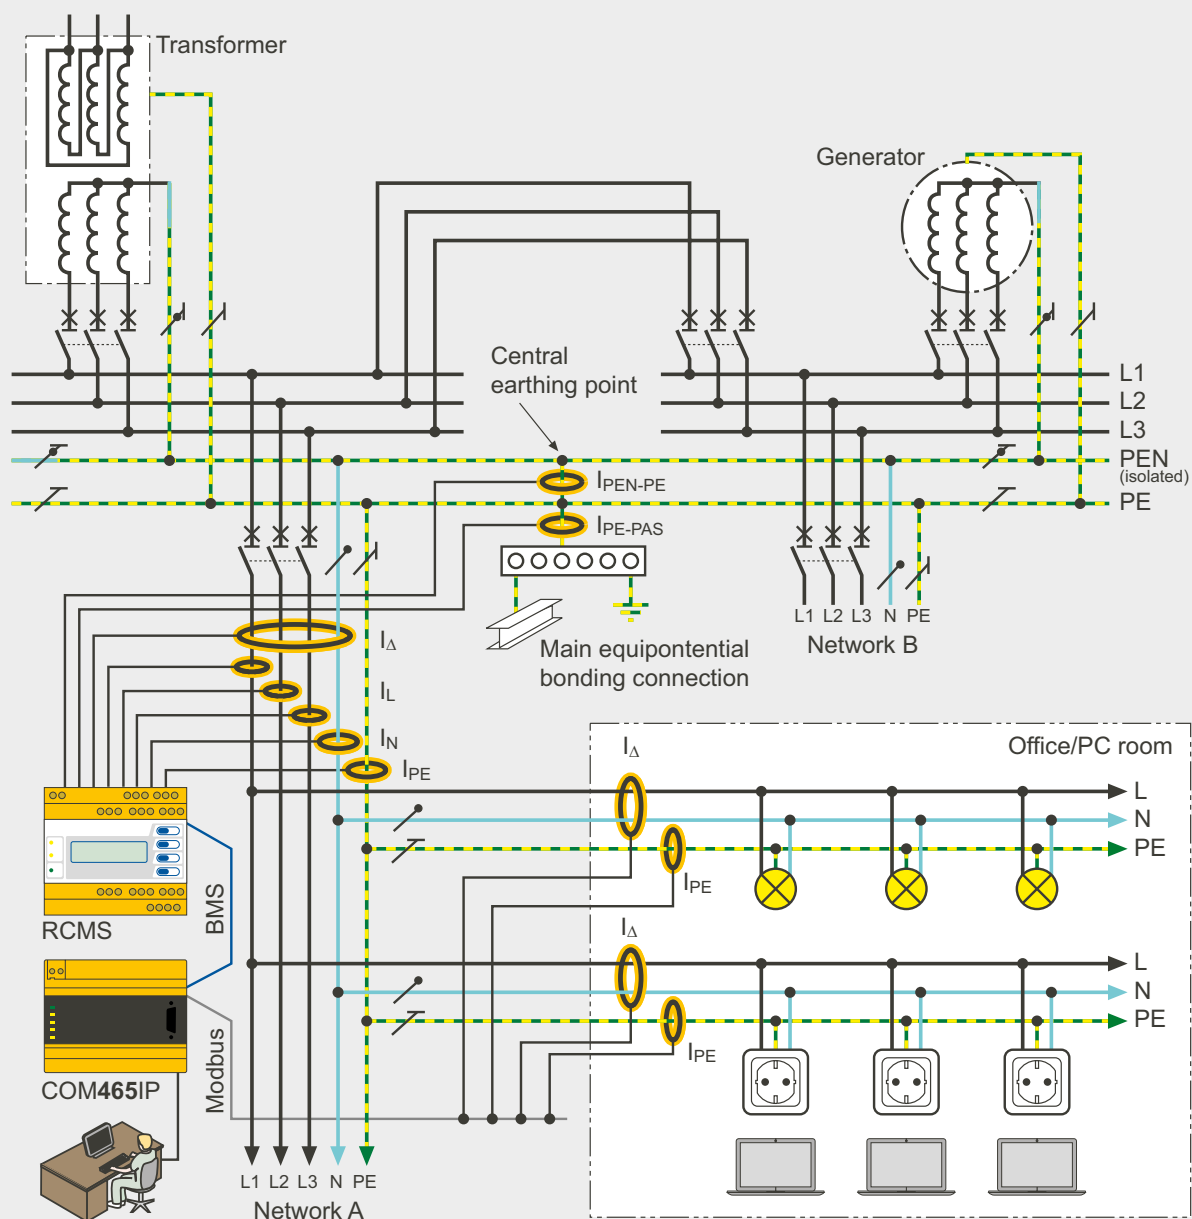 Transformer
Generator
Central
earthing point
L1
L2
L3
PEN
(isolated)
PE
IPEN-PE
IPE-PAS
L1 L2 L3 N PE
Network B
Main equipontential
bonding connection
IΔ
IL
IN
IPE
Office/PC room
IΔ
L
N
PE
IPE
RCMS
BMS
IΔ
L
N
PE
IPE
COM465IP
Modbus
L1 L2 L3 N PE
Network A